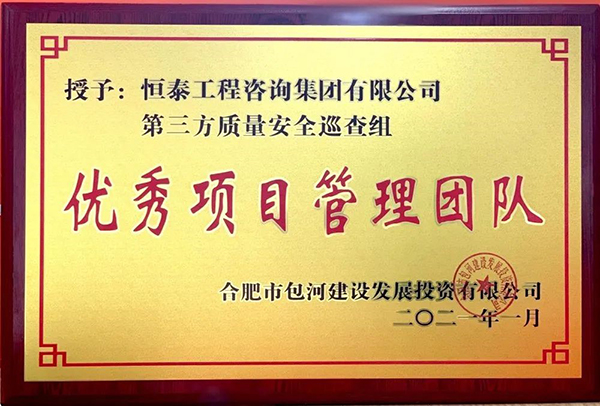 授予：恒泰工程咨询集团有限公司
第三方质量安全巡查组
优秀项目管理团队
合肥市包河建设发展投资有限公司
二〇二一年一月